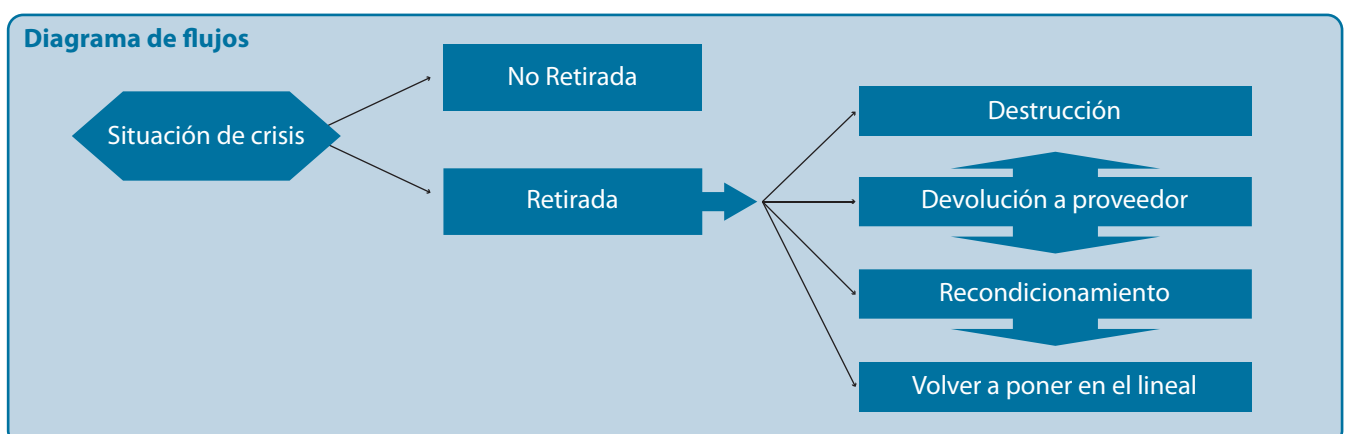 Diagrama de flujos
Situación de crisis
No Retirada
Retirada
Destrucción
Devolución a proveedor
Recondicionamiento
Volver a poner en el lineal